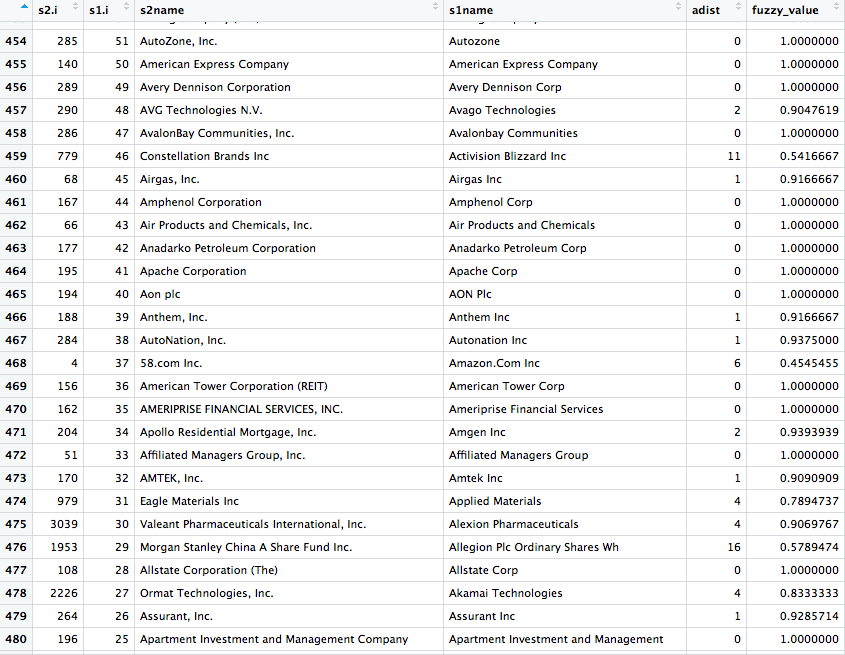 s2.i s1.i s2name s1name adist fuzzy_value
454 285 51 AutoZone, Inc. Autozone 0 1.0000000
455 140 50 American Express Company American Express Company 0 1.0000000
456 289 49 Avery Dennison Corporation Avery Dennison Corp 0 1.0000000
457 290 48 AVG Technologies N.V. Avago Technologies 2 0.9047619
458 286 47 AvalonBay Communities, Inc. Avalonbay Communities 0 1.0000000
459 779 46 Constellation Brands Inc Activision Blizzard Inc 11 0.5416667
460 68 45 Airgas, Inc. Airgas Inc 1 0.9166667
461 167 44 Amphenol Corporation Amphenol Corp 0 1.0000000
462 66 43 Air Products and Chemicals, Inc. Air Products and Chemicals 0 1.0000000
463 177 42 Anadarko Petroleum Corporation Anadarko Petroleum Corp 0 1.0000000
464 195 41 Apache Corporation Apache Corp 0 1.0000000
465 194 40 Aon plc AON Plc 0 1.0000000
466 188 39 Anthem, Inc. Anthem Inc 1 0.9166667
467 284 38 AutoNation, Inc. Autonation Inc 1 0.9375000
468 4 37 58.com Inc. Amazon.Com Inc 6 0.4545455
469 156 36 American Tower Corporation (REIT) American Tower Corp 0 1.0000000
470 162 35 AMERIPRISE FINANCIAL SERVICES, INC. Ameriprise Financial Services 0 1.0000000
471 204 34 Apollo Residential Mortgage, Inc. Amgen Inc 2 0.9393939
472 51 33 Affiliated Managers Group, Inc. Affiliated Managers Group 0 1.0000000
473 170 32 AMTEK, Inc. Amtek Inc 1 0.9090909
474 979 31 Eagle Materials Inc Applied Materials 4 0.7894737
475 3039 30 Valeant Pharmaceuticals International, Inc. Alexion Pharmaceuticals 4 0.9069767
476 1953 29 Morgan Stanley China A Share Fund Inc. Allegion Plc Ordinary Shares Wh 16 0.5789474
477 108 28 Allstate Corporation (The) Allstate Corp 0 1.0000000
478 2226 27 Ormat Technologies, Inc. Akamai Technologies 4 0.8333333
479 264 26 Assurant, Inc. Assurant Inc 1 0.9285714
480 196 25 Apartment Investment and Management Company Apartment Investment and Management 0 1.0000000